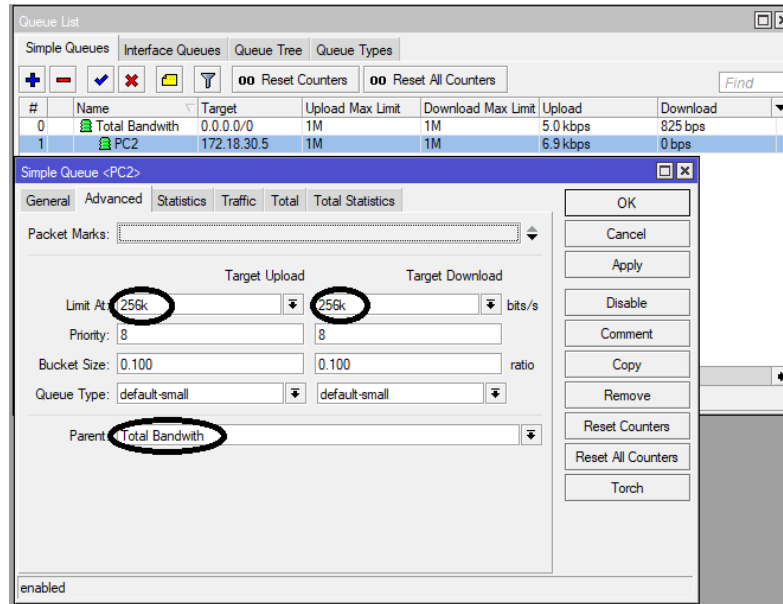 Queue List
Simple Queues Interface Queues Queue Tree Queue Types
00 Reset Counters 00 Reset All Counters Find
# Name Target Upload Max Limit Download Max Limit Upload Download
0 Total Bandwith 0.0.0.0/0 1M 1M 5.0 kbps 825 bps
1 PC2 172.18.30.5 1M 1M 6.9 kbps 0 bps
Simple Queue <PC2>
General Advanced Statistics Traffic Total Total Statistics
OK
Packet Marks: Cancel
Apply
Target Upload Target Download
Limit At: 256k 256k bits/s Disable
Priority: 8 8 Comment
Bucket Size: 0.100 0.100 ratio Copy
Queue Type: default-small default-small Remove
Parent: Total Bandwith Reset Counters
Reset All Counters
Torch
enabled